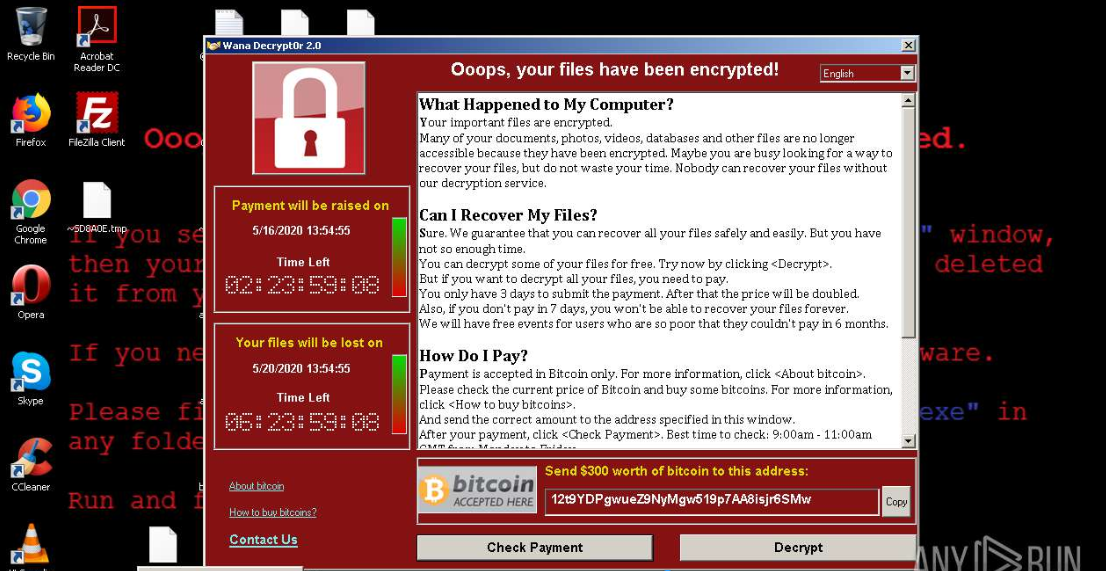 Wana Decrypt0r 2.0
Recycle Bin
Acrobat
Reader DC
Firefox
FileZilla Client
Google
Chrome
~SD8A0E.tmp
Opera
Skype
CCleaner
Ooops, your files have been encrypted!
English
Payment will be raised on
5/16/2020 13:54:55
Time Left
02:23:59:08
Your files will be lost on
5/20/2020 13:54:55
Time Left
06:23:59:08
About bitcoin
How to buy bitcoins?
Contact Us
What Happened to My Computer?
Your important files are encrypted.
Many of your documents, photos, videos, databases and other files are no longer
accessible because they have been encrypted. Maybe you are busy looking for a way to
recover your files, but do not waste your time. Nobody can recover your files without
our decryption service.
Can I Recover My Files?
Sure. We guarantee that you can recover all your files safely and easily. But you have
not so enough time.
You can decrypt some of your files for free. Try now by clicking <Decrypt>.
But if you want to decrypt all your files, you need to pay.
You only have 3 days to submit the payment. After that the price will be doubled.
Also, if you don't pay in 7 days, you won't be able to recover your files forever.
We will have free events for users who are so poor that they couldn't pay in 6 months.
How Do I Pay?
Payment is accepted in Bitcoin only. For more information, click <About bitcoin>.
Please check the current price of Bitcoin and buy some bitcoins. For more information,
click <How to buy bitcoins>.
And send the correct amount to the address specified in this window.
After your payment, click <Check Payment>. Best time to check: 9:00am - 11:00am
GMT from Monday to Friday.
bitcoin
ACCEPTED HERE
Send $300 worth of bitcoin to this address:
12t9YDPgwueZ9NyMgw519p7AA8isjr6SMw
Copy
Check Payment
Decrypt
Ooo
ed.
If you se
" window,
then your
deleted
it from y
If you ne
ware.
Please fi
exe" in
any folde
Run and f
ANY RUN